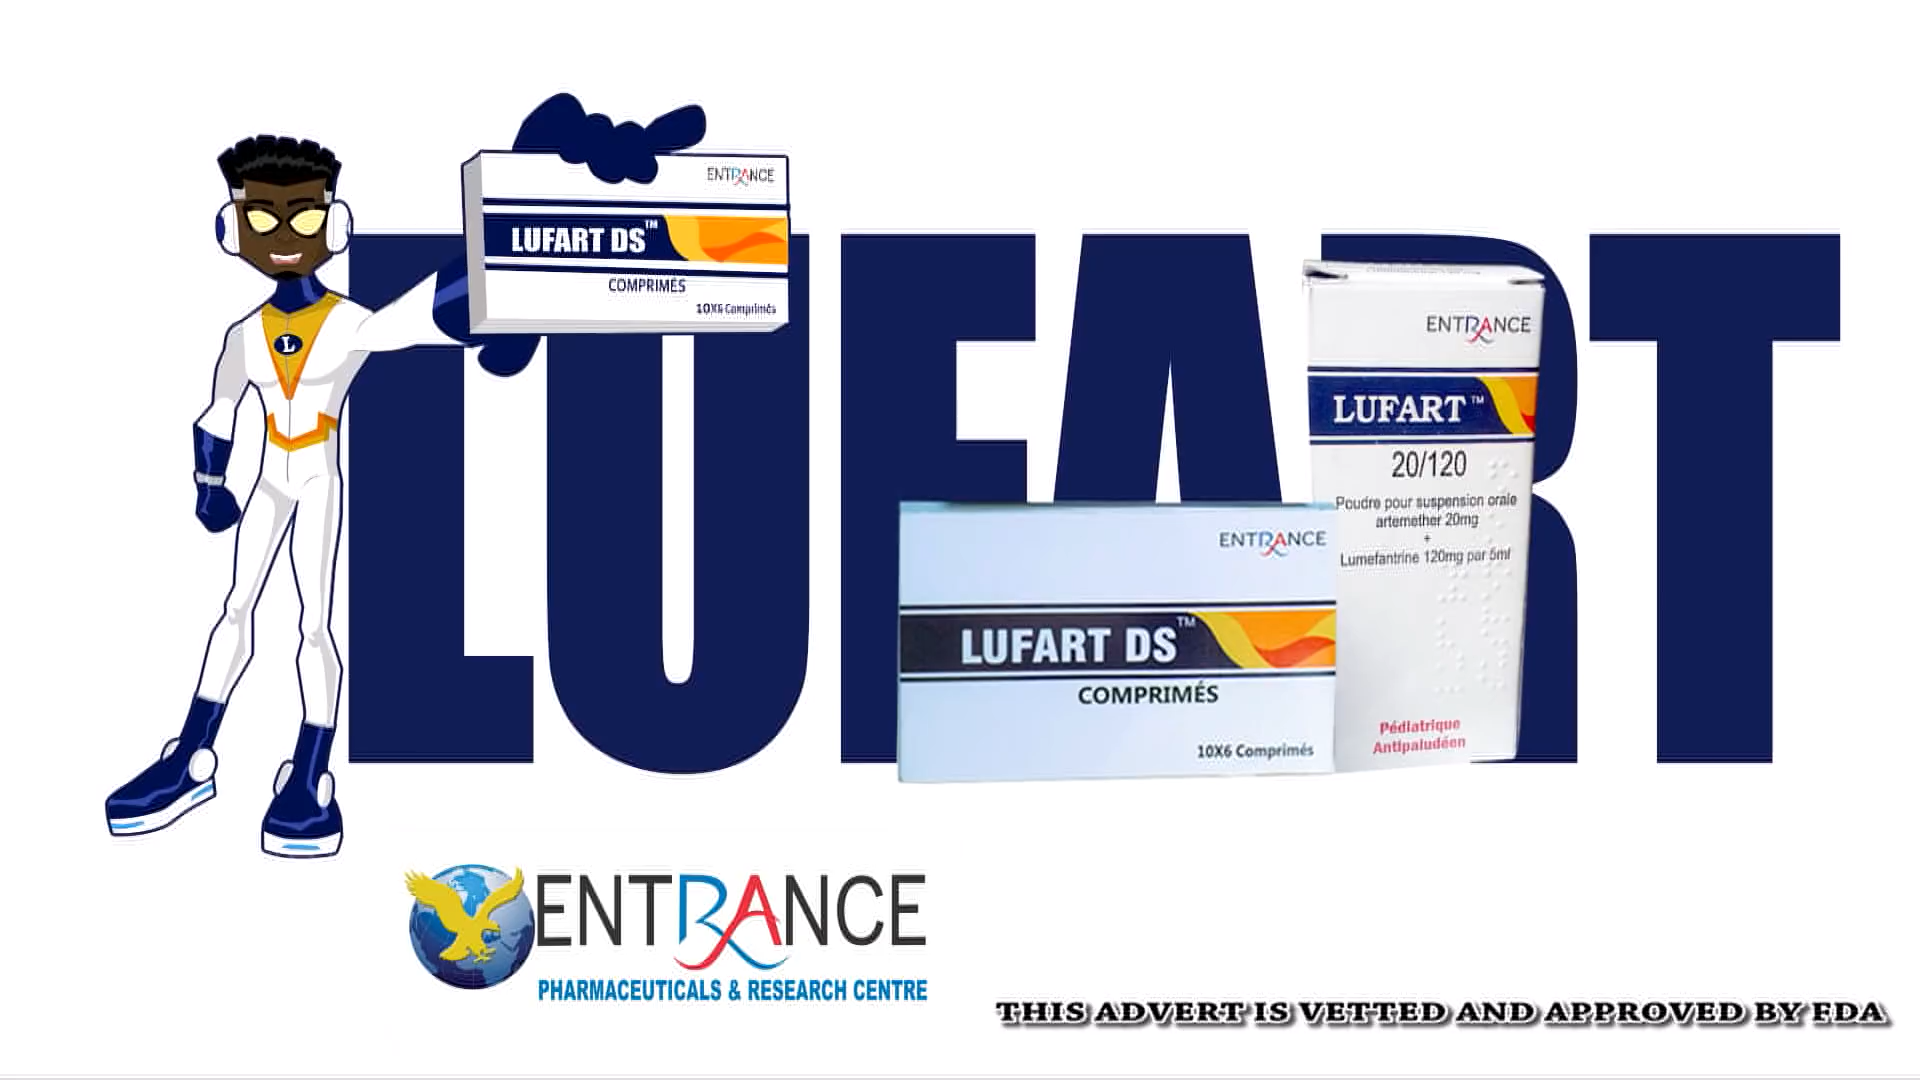 LUFART
ENTRANCE
LUFART DS™
COMPRIMÉS
10X6 Comprimés
L
ENTRANCE
LUFART™
20/120
Poudre pour suspension orale
artemether 20mg
+
Lumefantrine 120mg par 5ml
Pédiatrique
Antipaludéen
ENTRANCE
LUFART DS™
COMPRIMÉS
10X6 Comprimés
ENTRANCE
PHARMACEUTICALS & RESEARCH CENTRE
THIS ADVERT IS VETTED AND APPROVED BY FDA